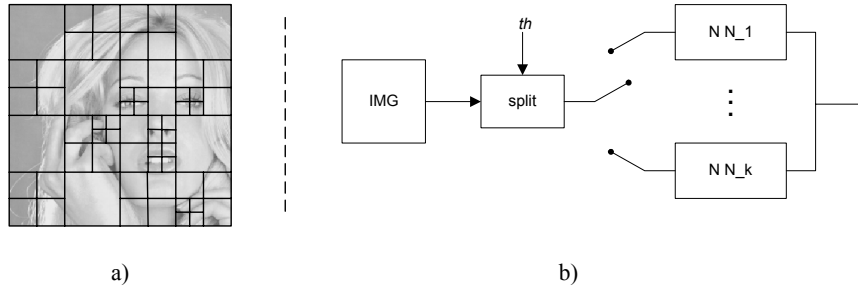 th
N N_1
IMG
split
N N_k
a)
b)